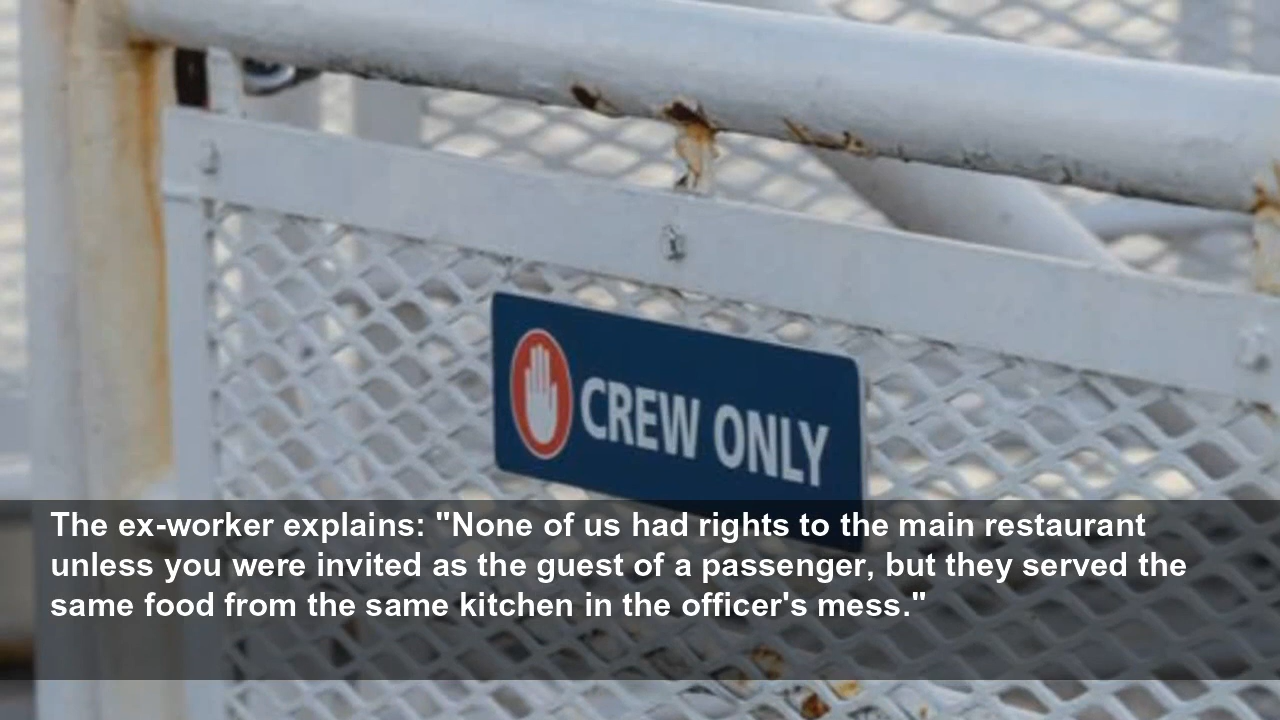 CREW ONLY
The ex-worker explains: "None of us had rights to the main restaurant
unless you were invited as the guest of a passenger, but they served the
same food from the same kitchen in the officer's mess."